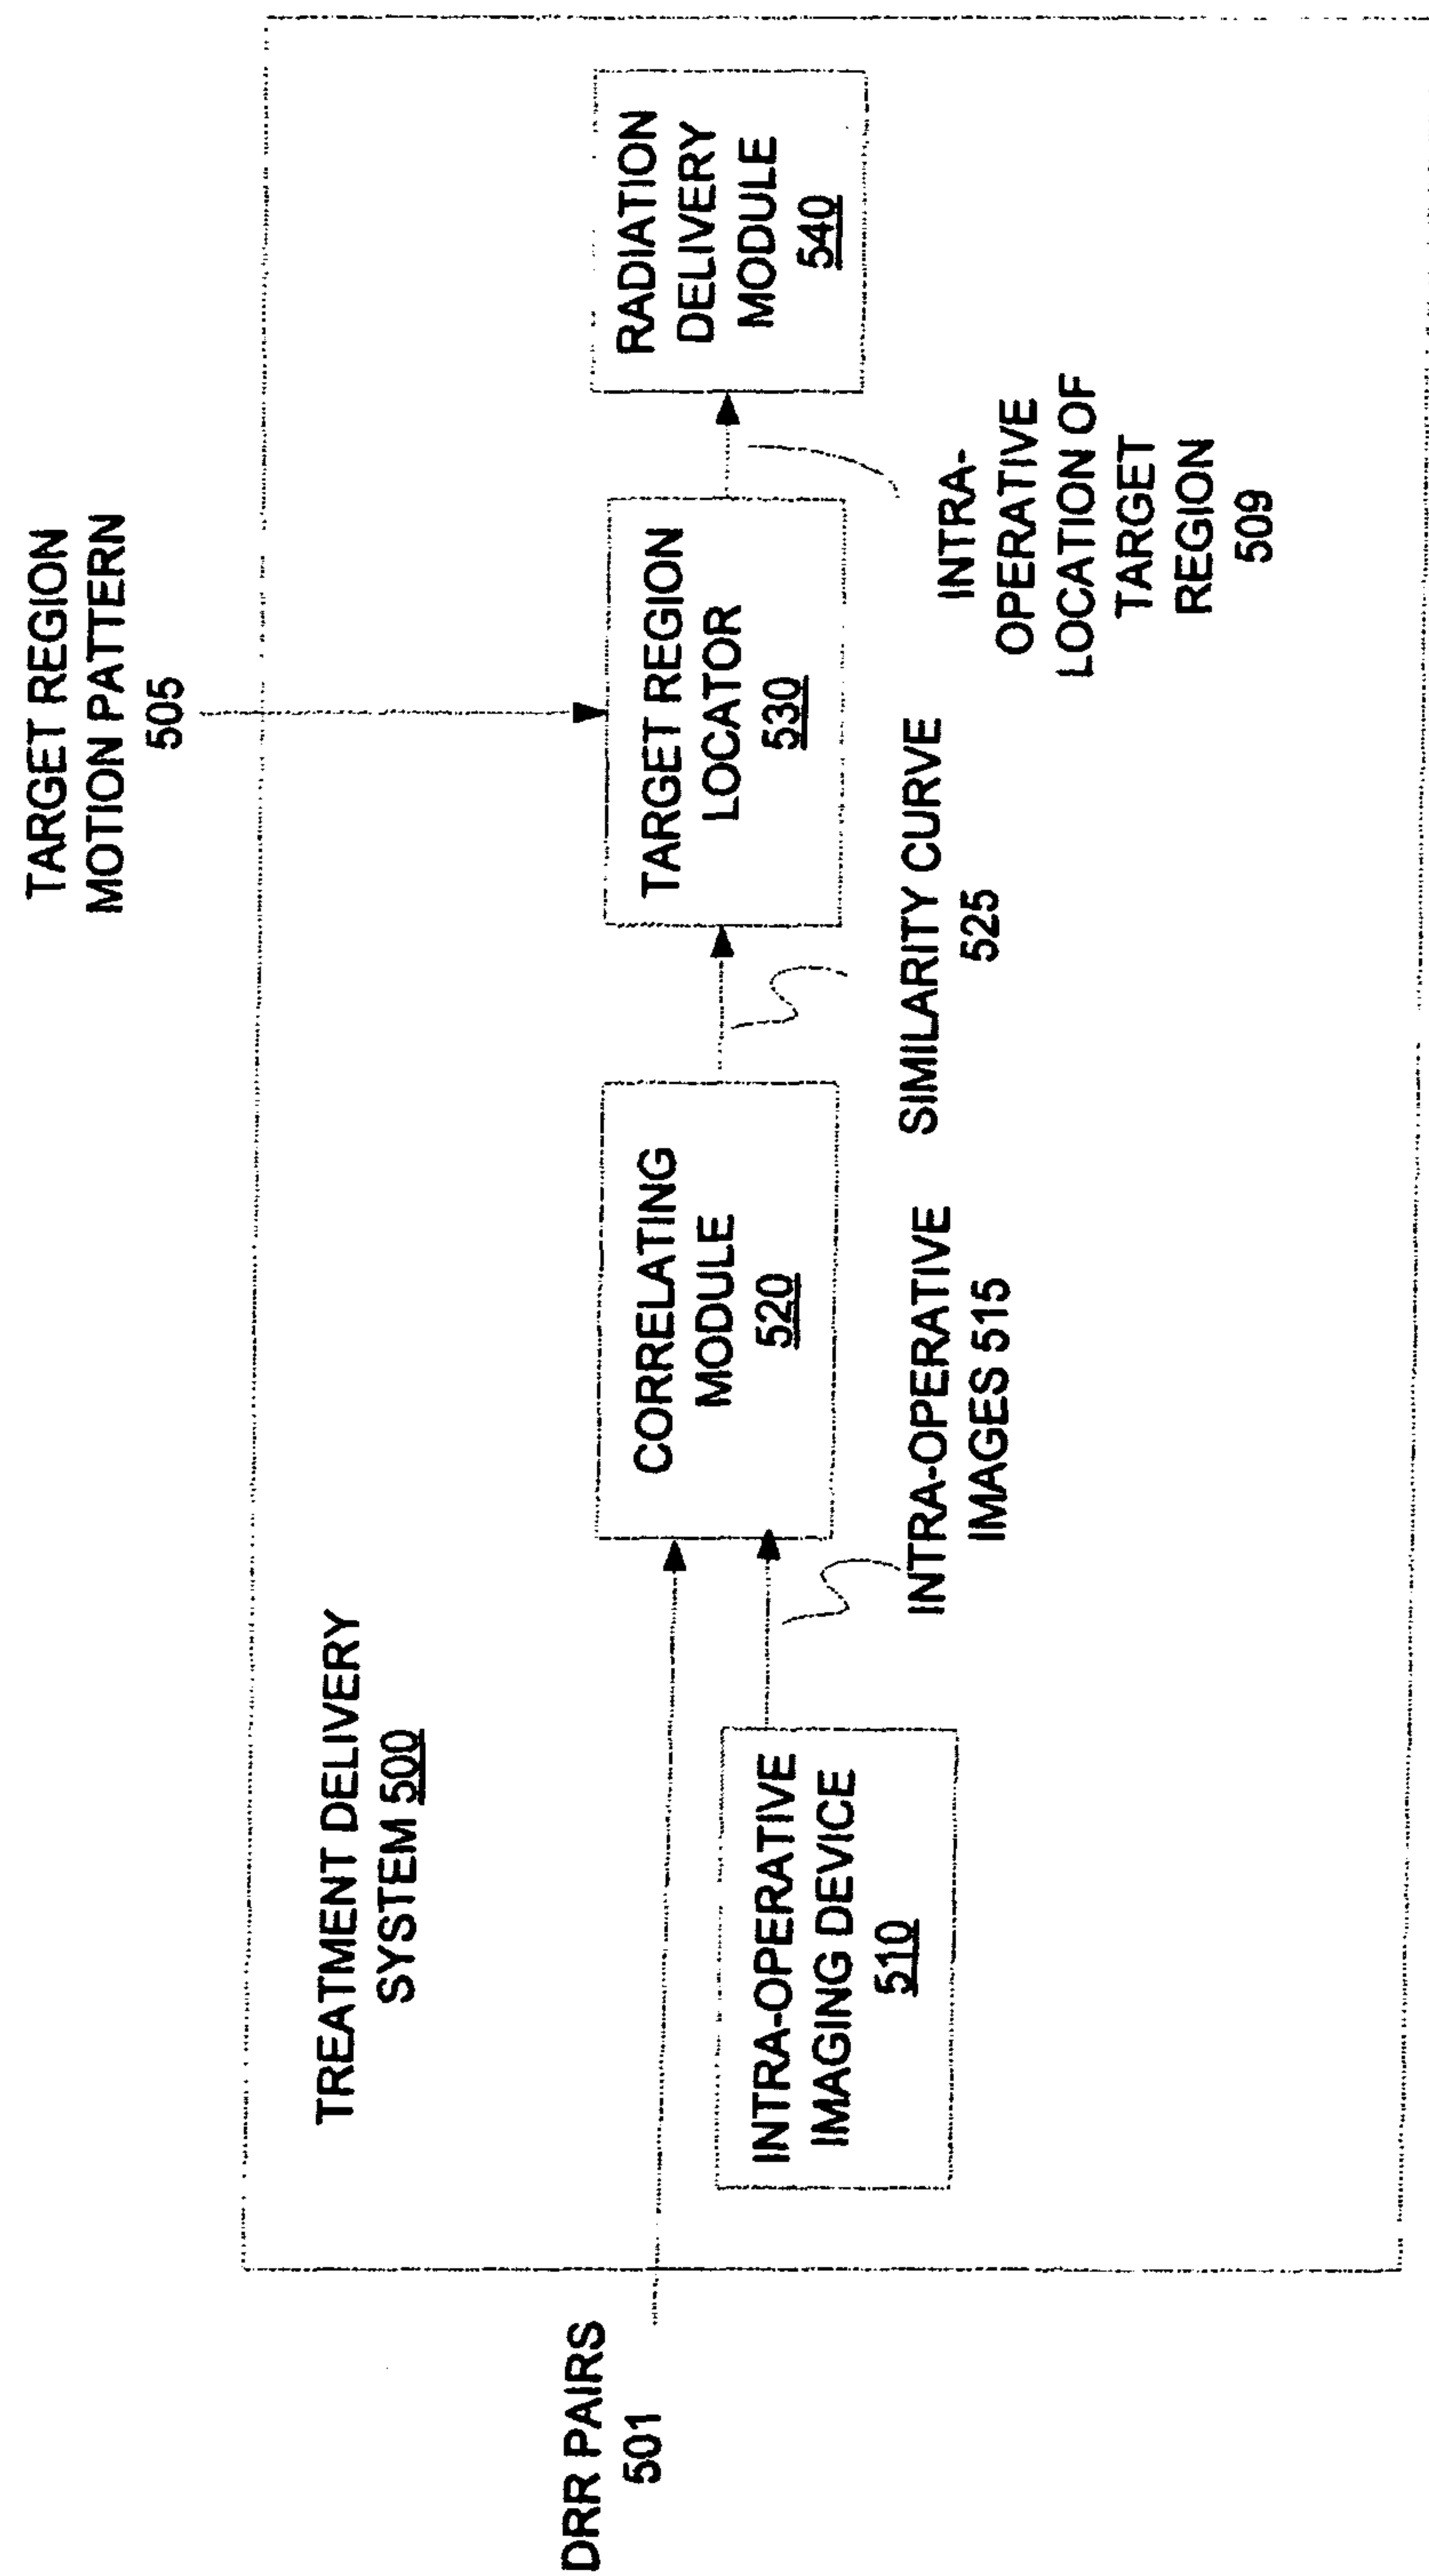 TARGET REGION
MOTION PATTERN
505
TREATMENT DELIVERY
SYSTEM 500
DRR PAIRS
501
INTRA-OPERATIVE
IMAGING DEVICE
510
INTRA-OPERATIVE
IMAGES 515
CORRELATING
MODULE
520
SIMILARITY CURVE
525
TARGET REGION
LOCATOR
530
INTRA-
OPERATIVE
LOCATION OF
TARGET
REGION
509
RADIATION
DELIVERY
MODULE
540